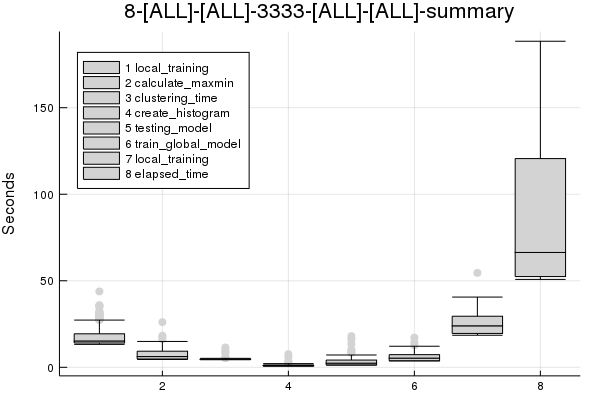 8-[ALL]-[ALL]-3333-[ALL]-[ALL]-summary
Seconds
150
100
50
0
1 local_training
2 calculate_maxmin
3 clustering_time
4 create_histogram
5 testing_model
6 train_global_model
7 local_training
8 elapsed_time
2
4
6
8